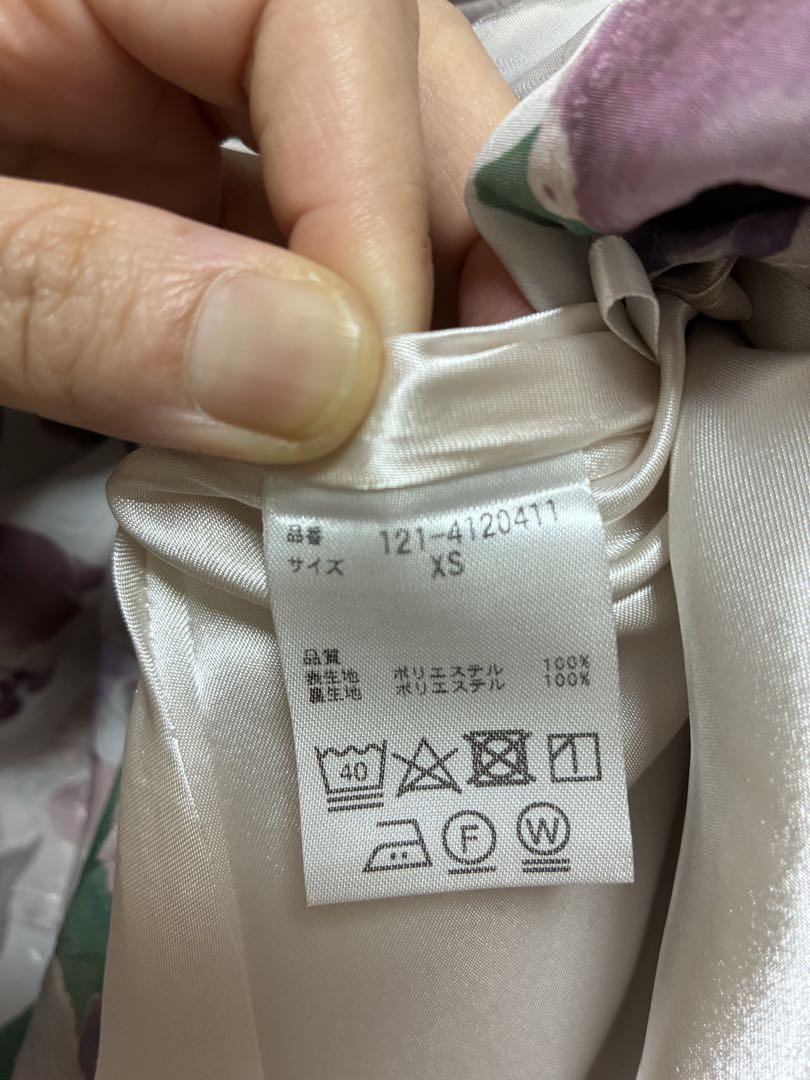 品番 121-4120411
サイズ XS
品質
表生地 ポリエステル 100%
裏生地 ポリエステル 100%
40
F W